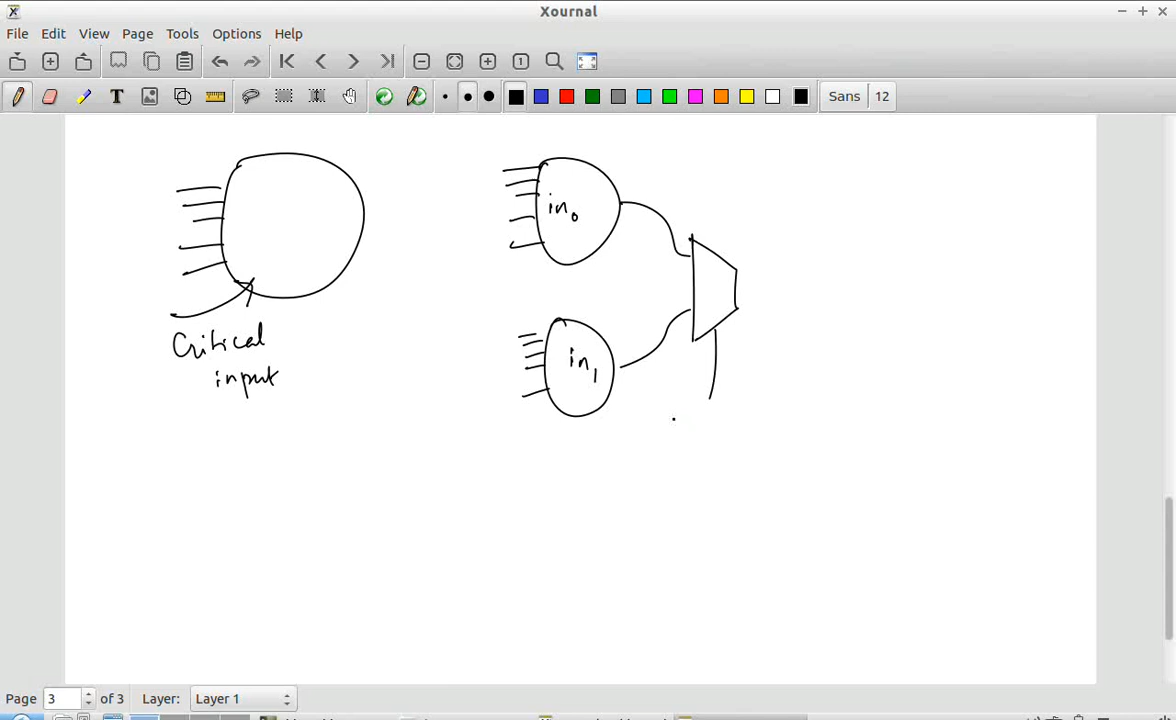 Xournal
File Edit View Page Tools Options Help
Sans 12
in₀
in₁
Critical
input
Page 3 of 3 Layer: Layer 1